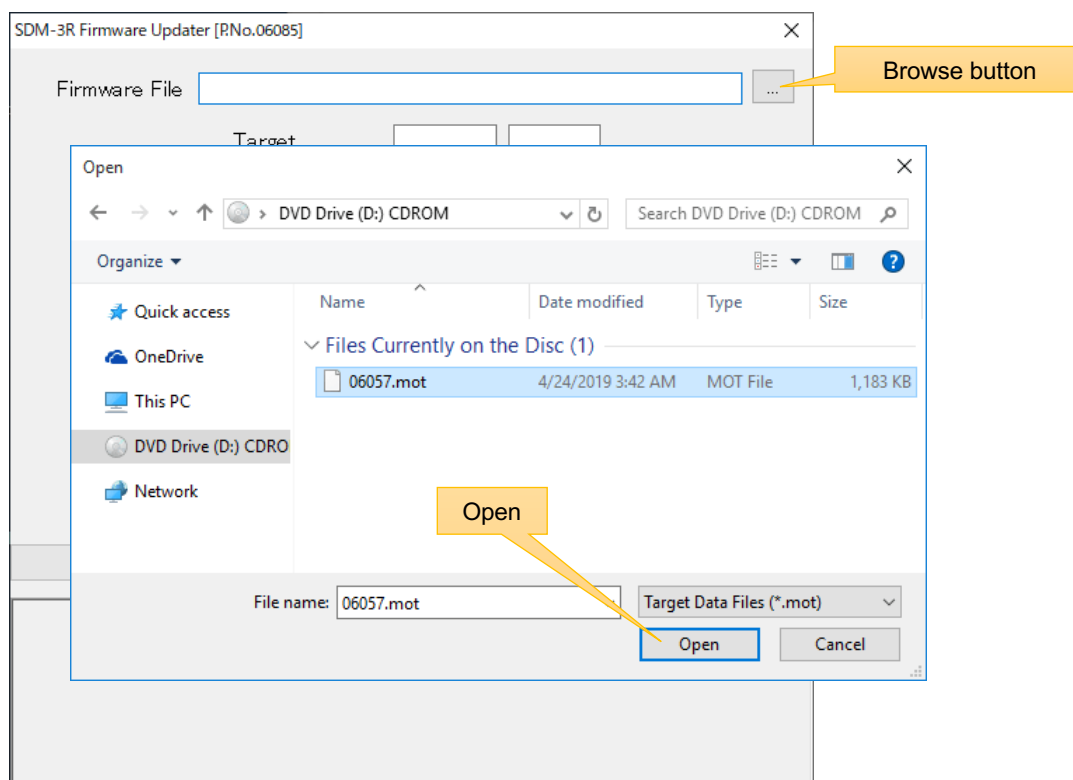 SDM-3R Firmware Updater [P.No.06085]
Browse button
Firmware File
...
Target
Open
DVD Drive (D:) CDROM
Search DVD Drive (D:) CDROM
Organize
Name Date modified Type Size
Quick access
OneDrive
This PC
DVD Drive (D:) CDRO
Network
Files Currently on the Disc (1)
06057.mot 4/24/2019 3:42 AM MOT File 1,183 KB
Open
File name: 06057.mot Target Data Files (*.mot)
Open Cancel